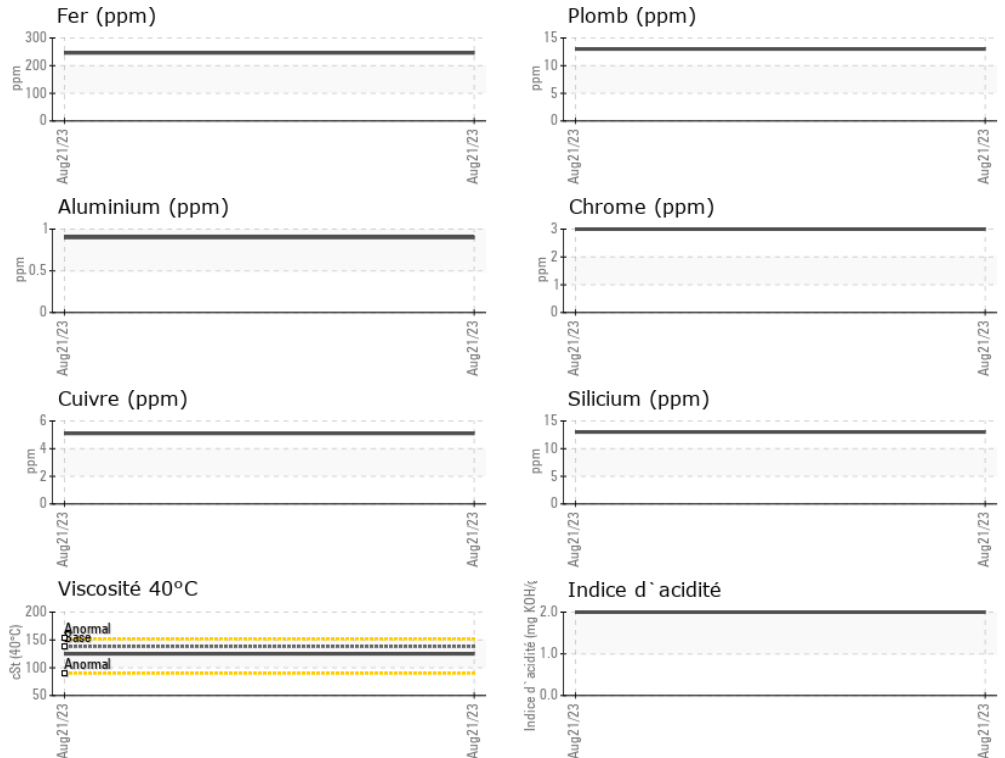 Fer (ppm)
300
200
100
0
ppm
Aug21/23
Aug21/23
Plomb (ppm)
15
10
5
0
ppm
Aug21/23
Aug21/23
Aluminium (ppm)
1
0.5
0
ppm
Aug21/23
Aug21/23
Chrome (ppm)
3
2
1
0
ppm
Aug21/23
Aug21/23
Cuivre (ppm)
6
4
2
0
ppm
Aug21/23
Aug21/23
Silicium (ppm)
15
10
5
0
ppm
Aug21/23
Aug21/23
Viscosité 40°C
200
150
100
50
cSt (40°C)
Anormal
Base
Anormal
Aug21/23
Aug21/23
Indice d`acidité
2.0
1.0
0.0
Indice d`acidité (mg KOH/g
Aug21/23
Aug21/23